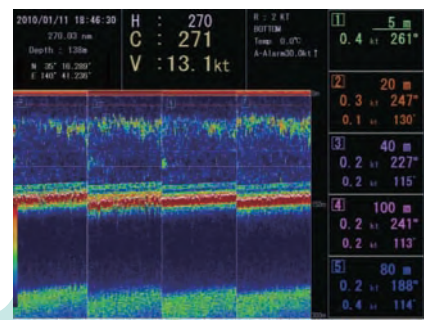 2010/01/11 18:46:30
270.03 nm
Depth : 138m
N 35° 16.289'
E 140° 41.236'
H : 270
C : 271
V : 13.1kt
R : 2 KT
BOTTOM
Temp 0.0℃
A-Alarm30.0kt↑
1 5 m
0.4 kt 261°
2 20 m
0.3 kt 247°
0.1 kt 130°
3 40 m
0.2 kt 227°
0.2 kt 115°
4 100 m
0.2 kt 241°
0.2 kt 113°
5 80 m
0.2 kt 188°
0.4 kt 114°